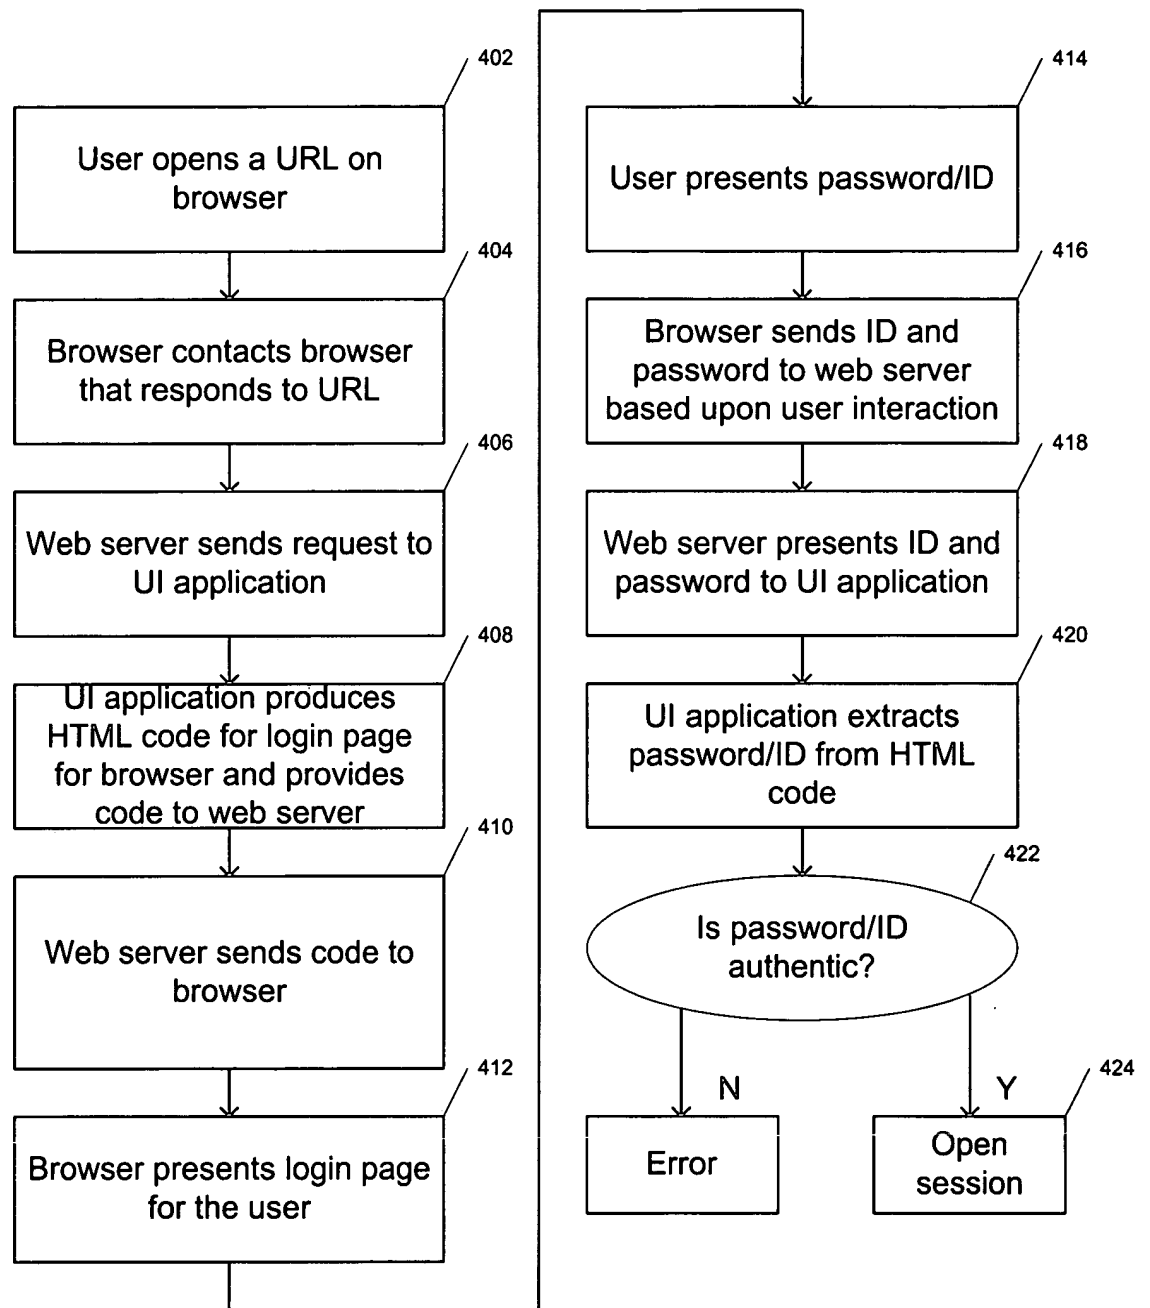 402
User opens a URL on
browser
404
Browser contacts browser
that responds to URL
406
Web server sends request to
UI application
408
UI application produces
HTML code for login page
for browser and provides
code to web server
410
Web server sends code to
browser
412
Browser presents login page
for the user
414
User presents password/ID
416
Browser sends ID and
password to web server
based upon user interaction
418
Web server presents ID and
password to UI application
420
UI application extracts
password/ID from HTML
code
422
Is password/ID
authentic?
N
Y
424
Error
Open
session